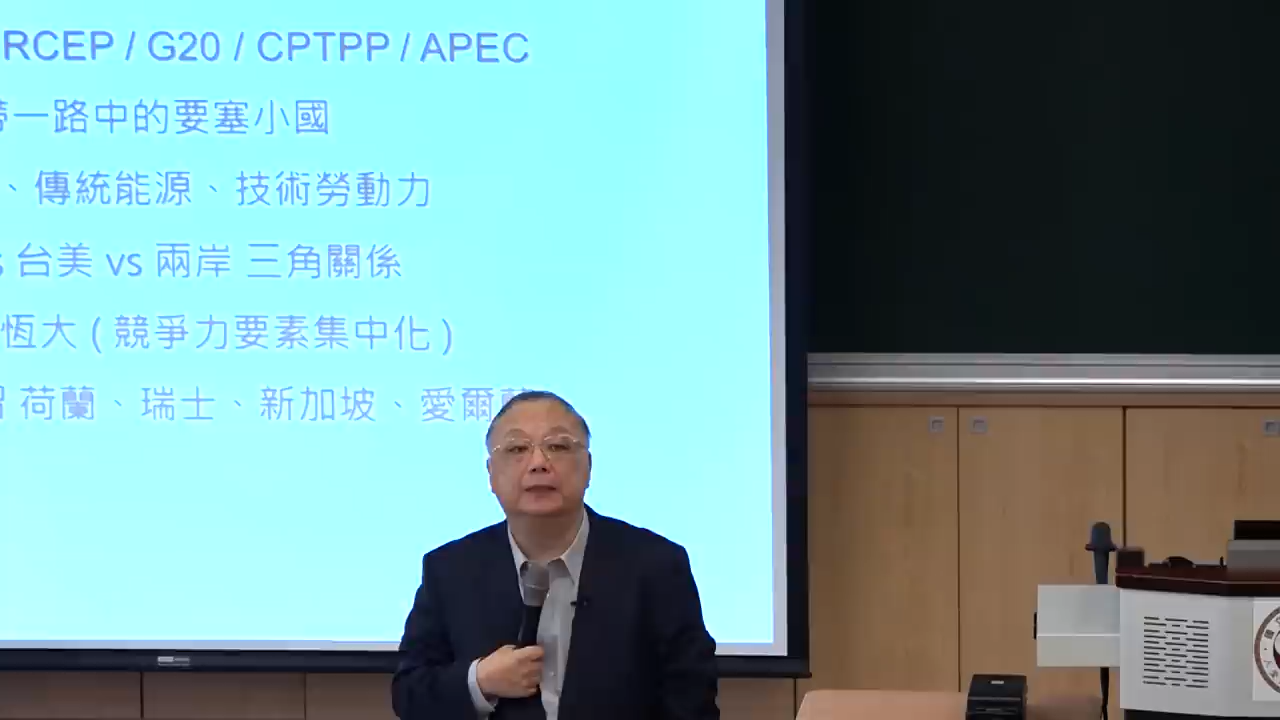 RCEP / G20 / CPTPP / APEC
帶一路中的要塞小國
、傳統能源、技術勞動力
台美 vs 兩岸 三角關係
恆大 ( 競爭力要素集中化 )
荷蘭、瑞士、新加坡、愛爾蘭